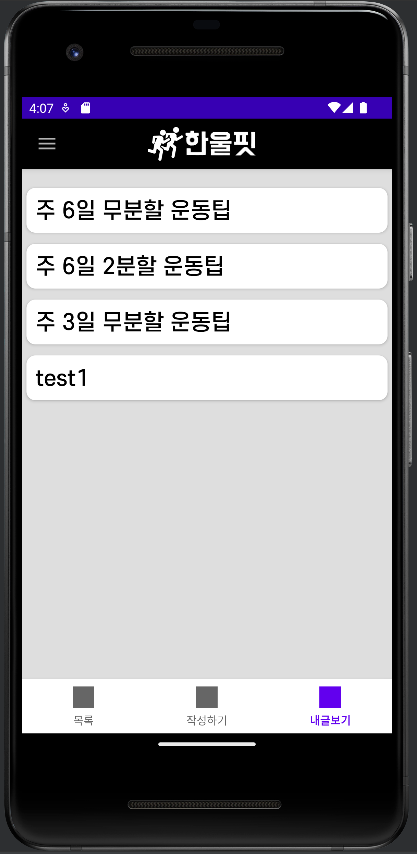 4:07
한울핏
주 6일 무분할 운동팁
주 6일 2분할 운동팁
주 3일 무분할 운동팁
test1
목록
작성하기
내글보기